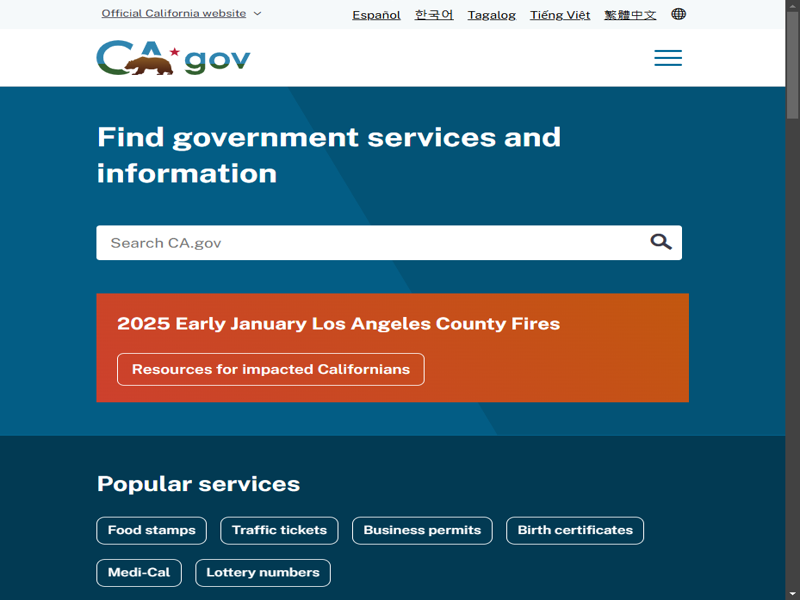 Official California website
Español 한국어 Tagalog Tiếng Việt 繁體中文
CA gov
Find government services and
information
Search CA.gov
2025 Early January Los Angeles County Fires
Resources for impacted Californians
Popular services
Food stamps Traffic tickets Business permits Birth certificates
Medi-Cal Lottery numbers